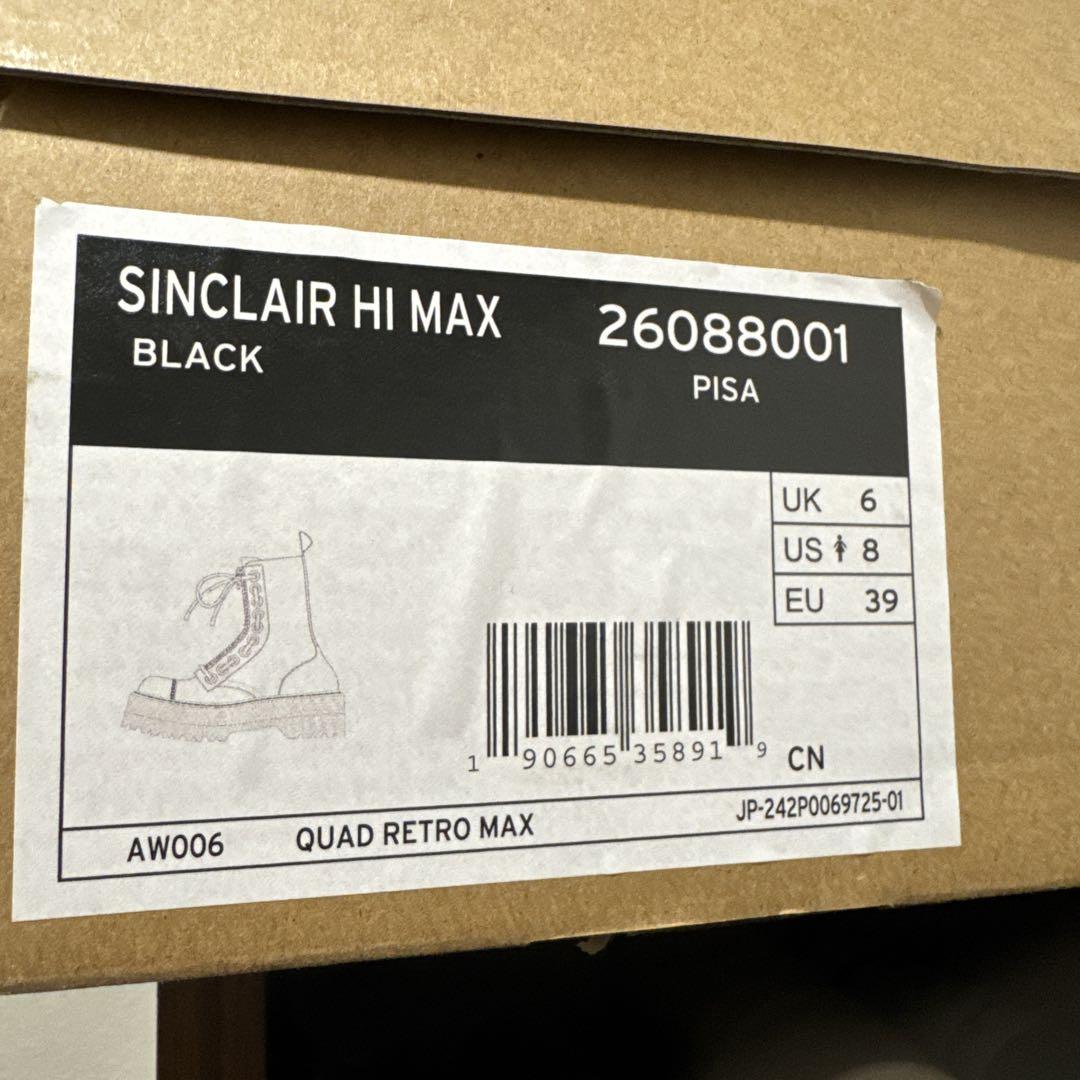 SINCLAIR HI MAX
BLACK
26088001
PISA
UK 6
US 8
EU 39
1 90665 35891 9
CN
AW006 QUAD RETRO MAX
JP-242P0069725-01